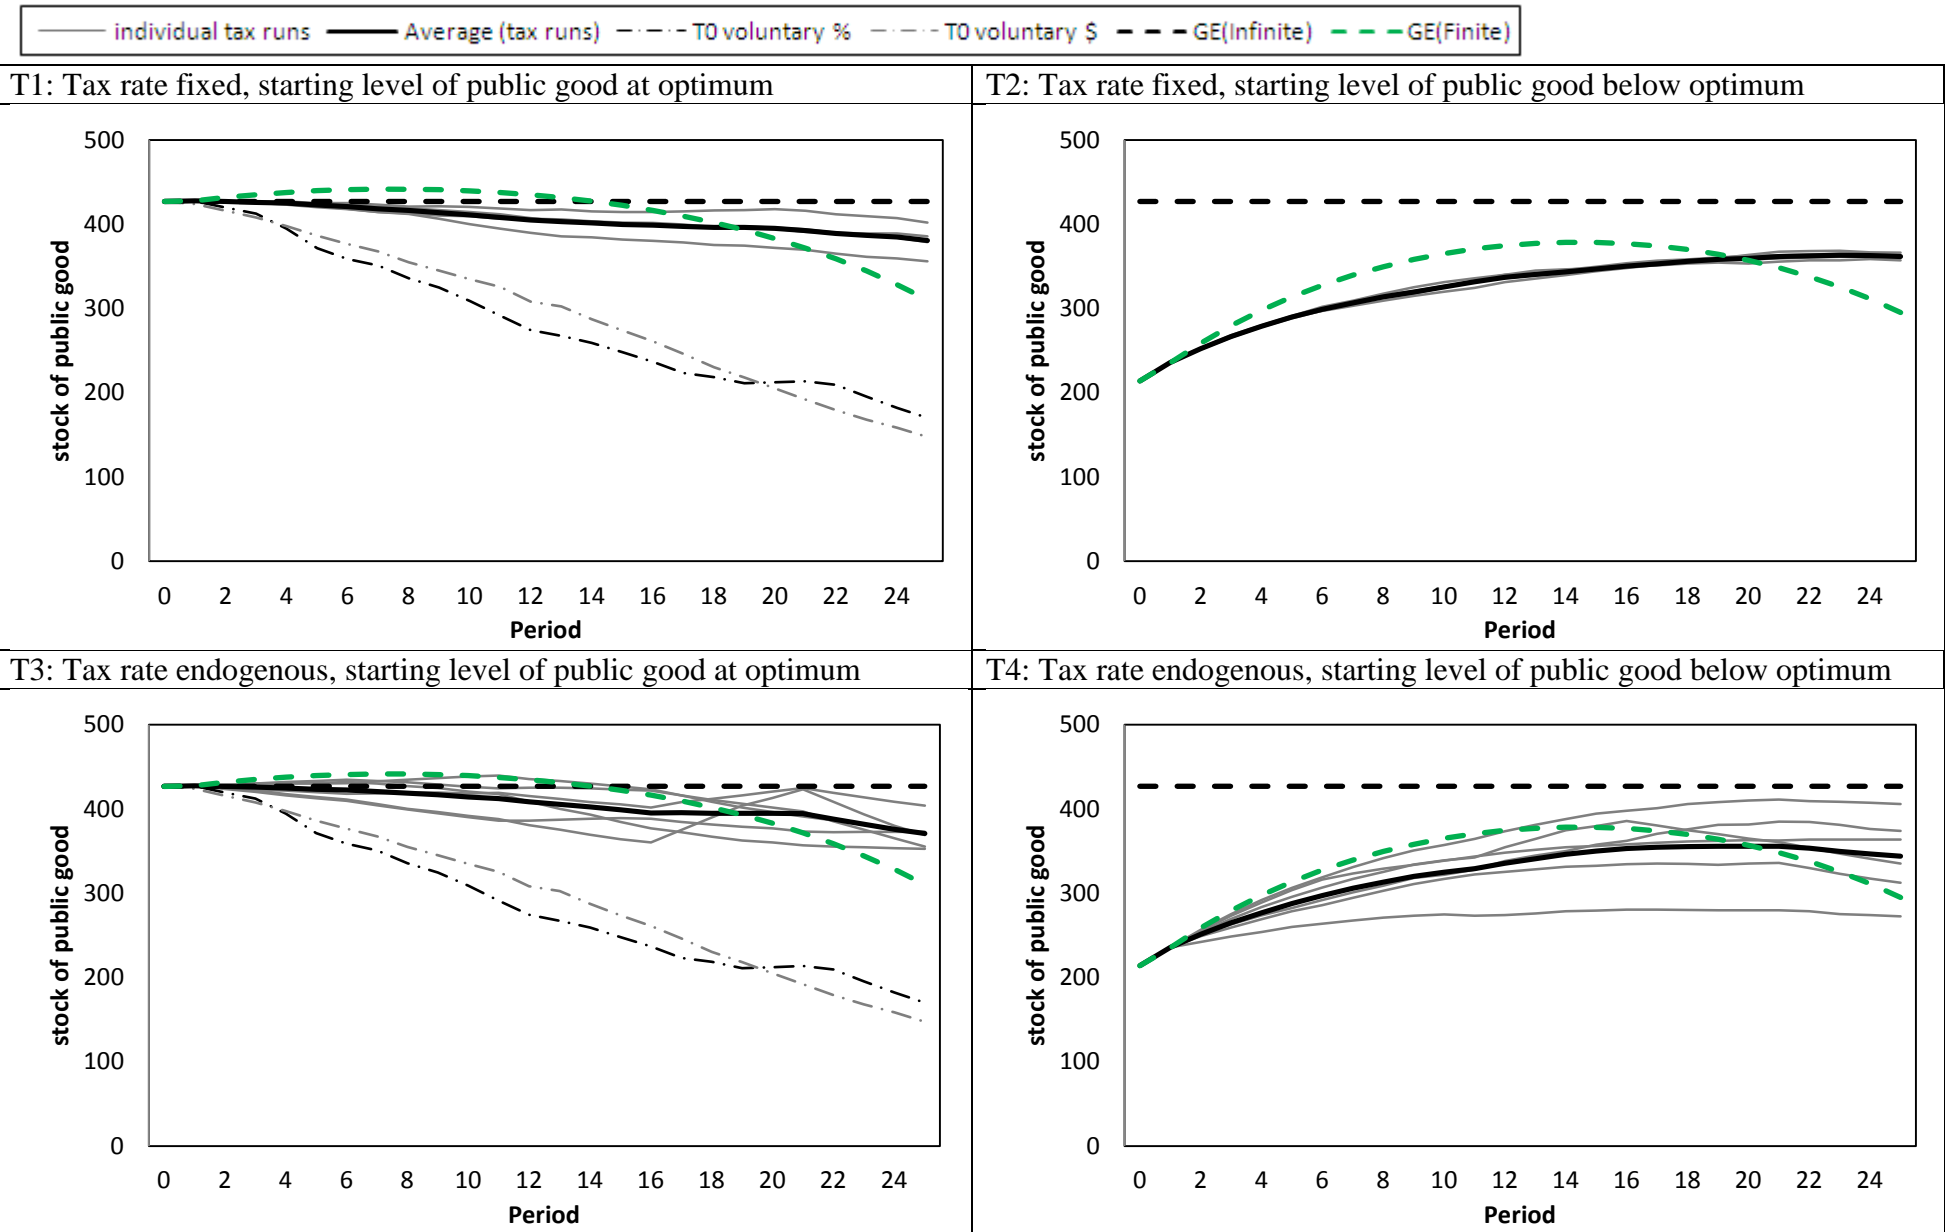 individual tax runs Average (tax runs) T0 voluntary % T0 voluntary $ GE(Infinite) GE(Finite)
T1: Tax rate fixed, starting level of public good at optimum
stock of public good
500
400
300
200
100
0
0 2 4 6 8 10 12 14 16 18 20 22 24
Period
T2: Tax rate fixed, starting level of public good below optimum
stock of public good
500
400
300
200
100
0
0 2 4 6 8 10 12 14 16 18 20 22 24
Period
T3: Tax rate endogenous, starting level of public good at optimum
stock of public good
500
400
300
200
100
0
0 2 4 6 8 10 12 14 16 18 20 22 24
Period
T4: Tax rate endogenous, starting level of public good below optimum
stock of public good
500
400
300
200
100
0
0 2 4 6 8 10 12 14 16 18 20 22 24
Period